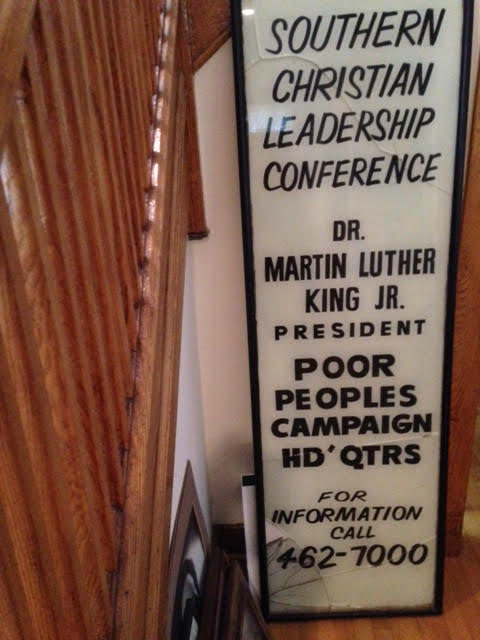 SOUTHERN
CHRISTIAN
LEADERSHIP
CONFERENCE
DR.
MARTIN LUTHER
KING JR.
PRESIDENT
POOR
PEOPLES
CAMPAIGN
HD'QTRS
FOR
INFORMATION
CALL
462-7000